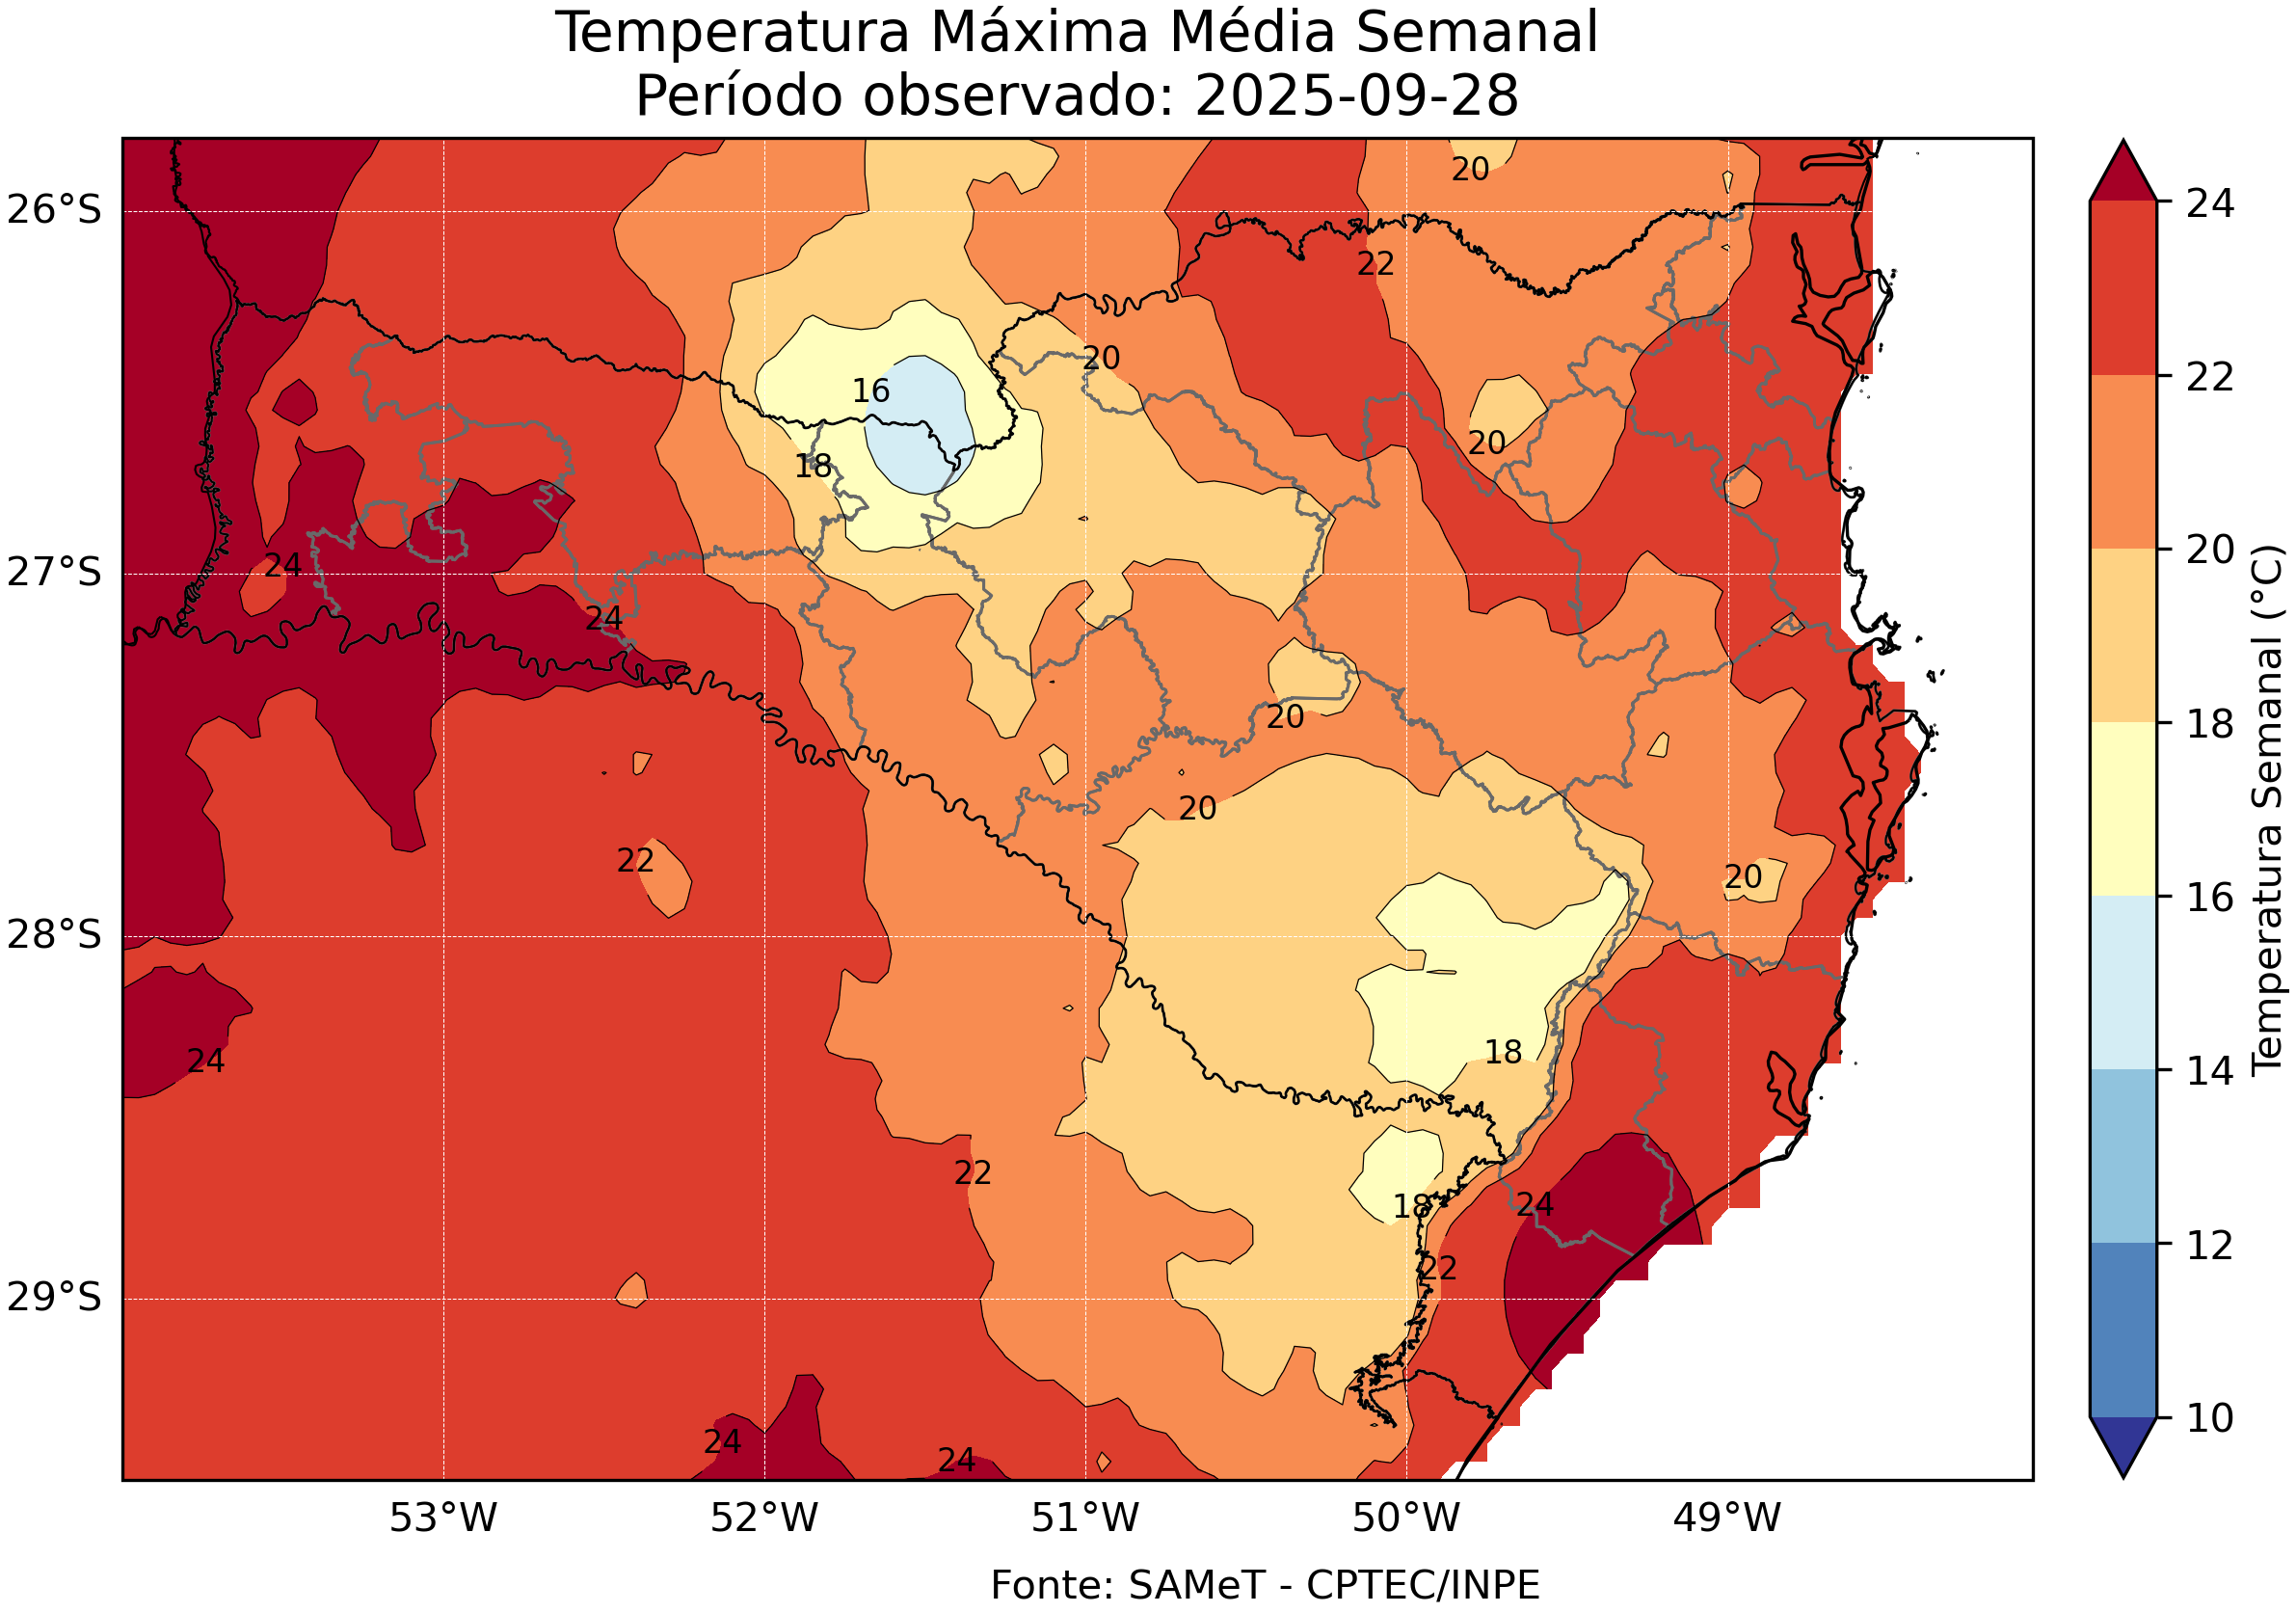 Temperatura Máxima Média Semanal
Período observado: 2025-09-28
26°S
27°S
28°S
29°S
53°W
52°W
51°W
50°W
49°W
20
22
20
16
20
18
24
24
20
20
22
20
18
24
22
18
24
22
24
24
24
22
20
18
16
14
12
10
Temperatura Semanal (°C)
Fonte: SAMeT - CPTEC/INPE